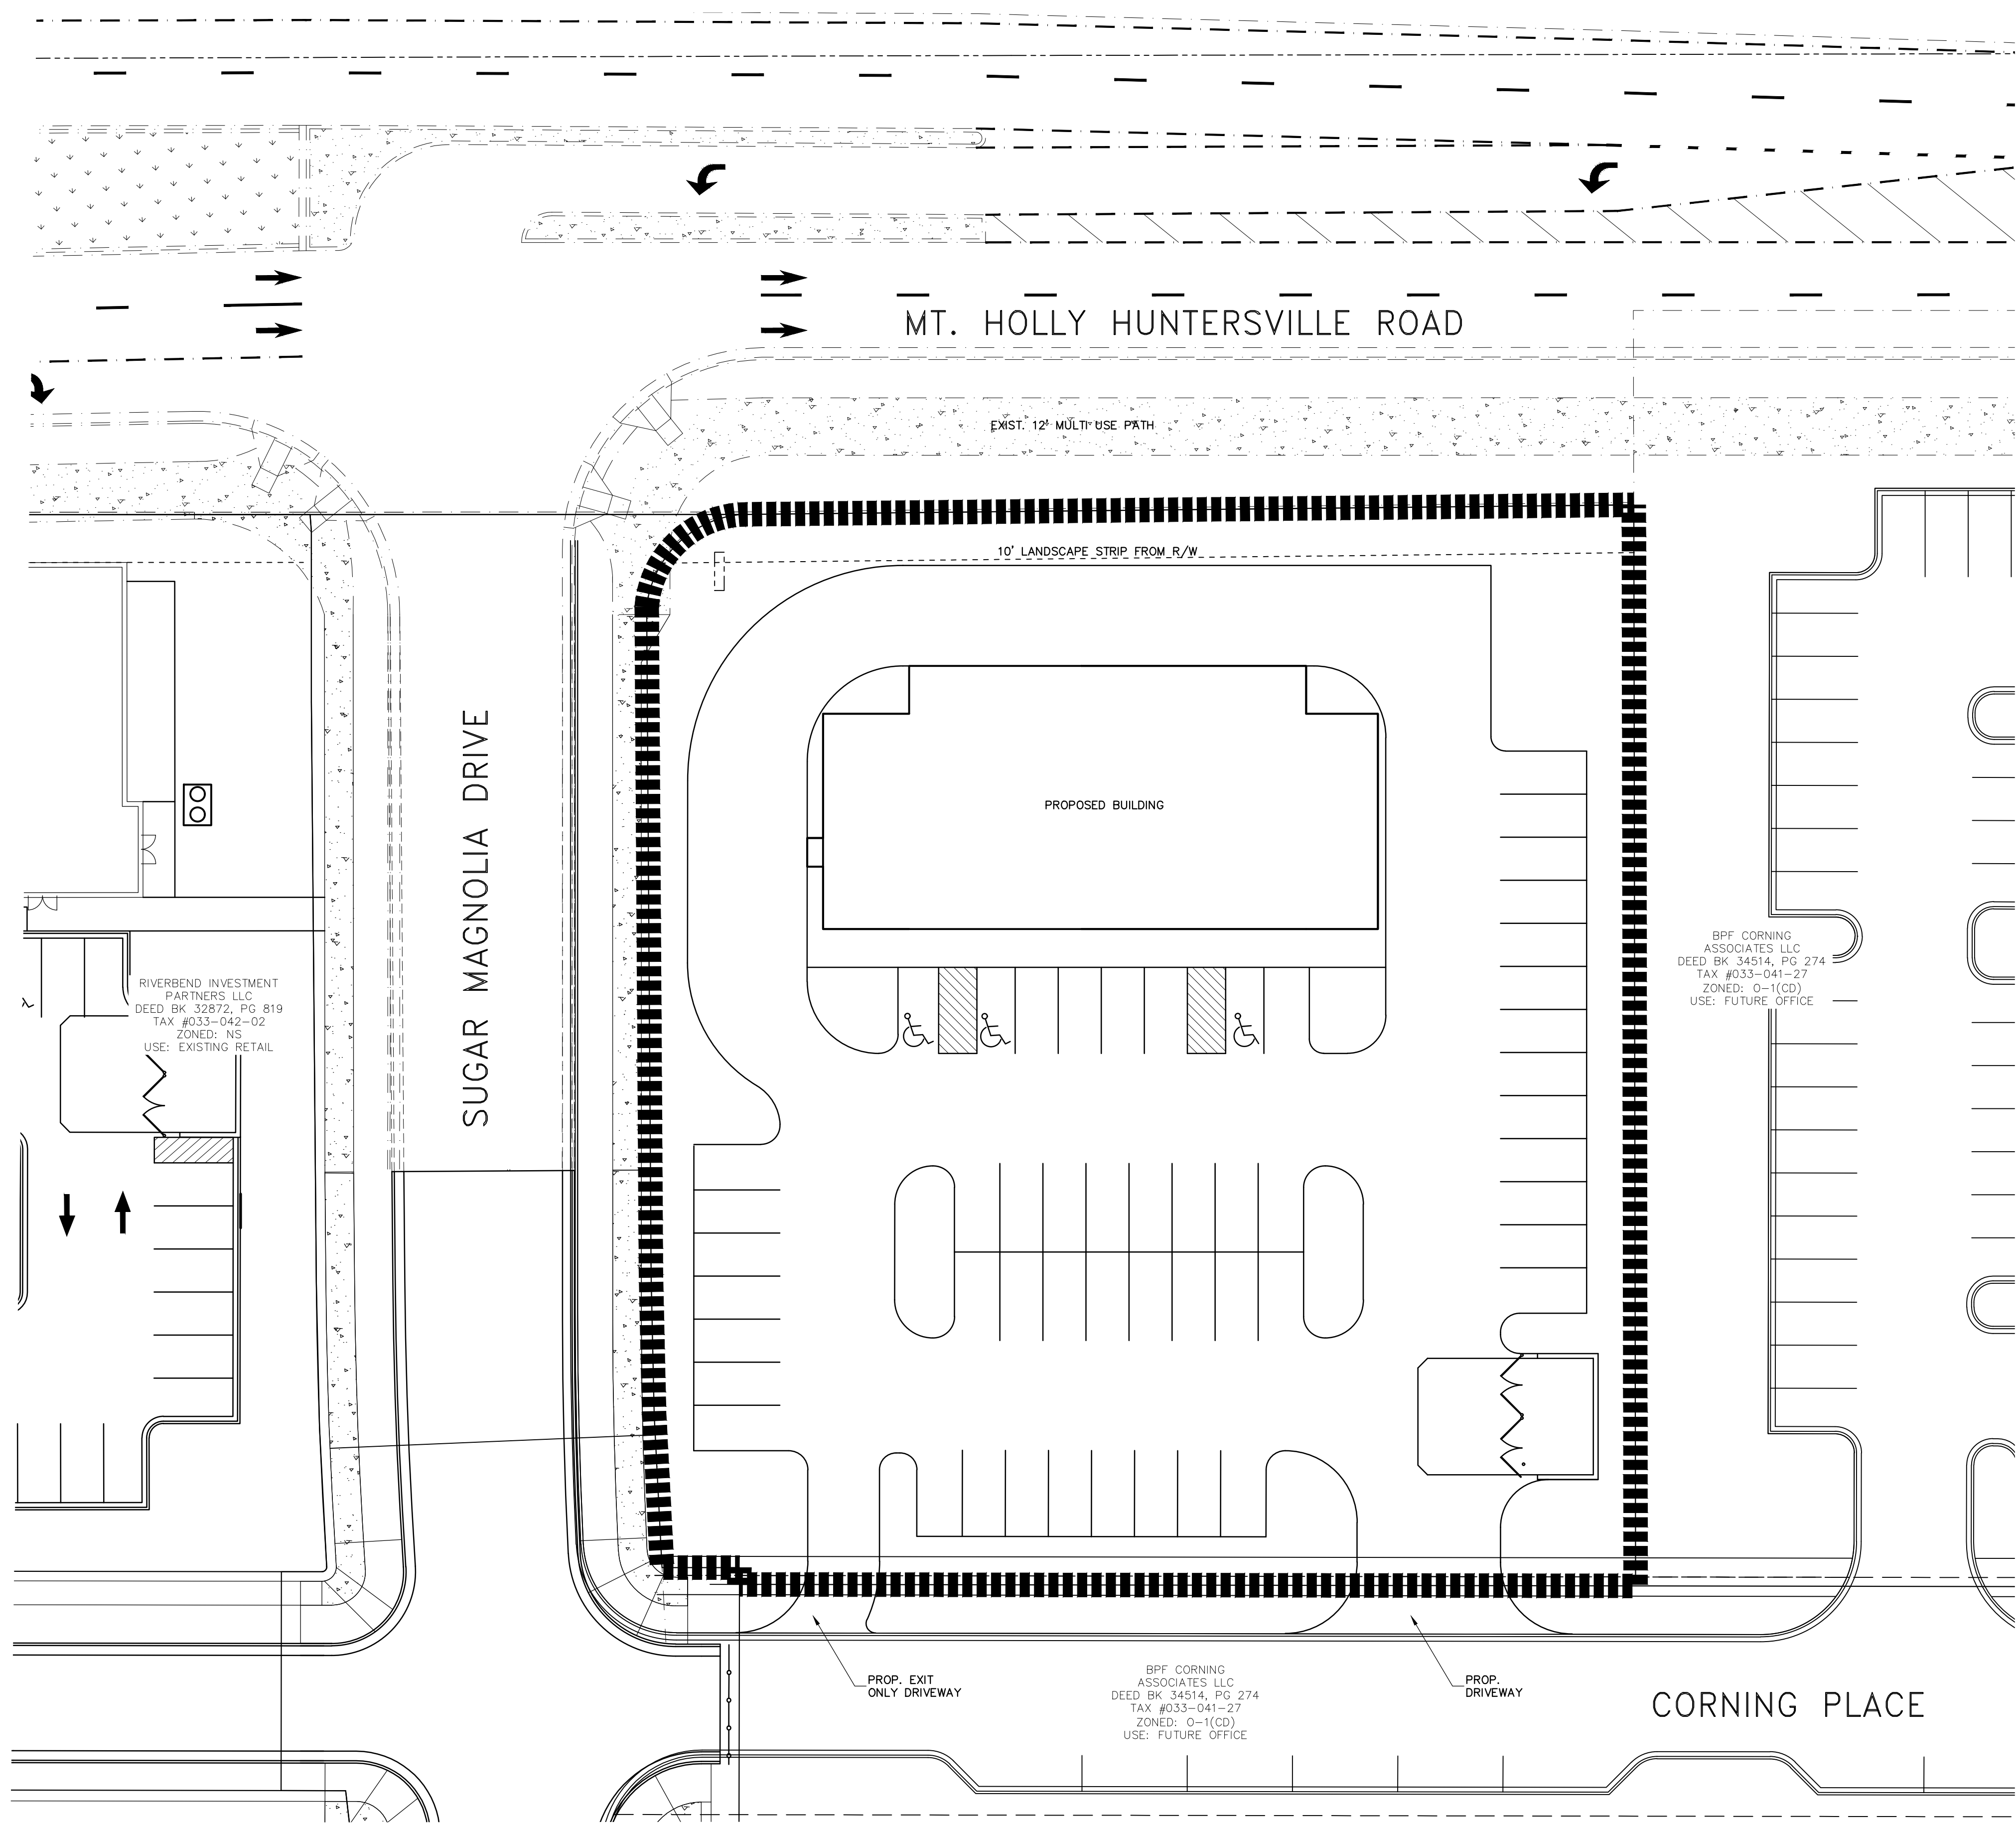 MT. HOLLY HUNTERSVILLE ROAD
EXIST. 12' MULTI-USE PATH
10' LANDSCAPE STRIP FROM R/W
SUGAR MAGNOLIA DRIVE
PROPOSED BUILDING
BPF CORNING
ASSOCIATES LLC
DEED BK 34514, PG 274
TAX #033-041-27
ZONED: O-1(CD)
USE: FUTURE OFFICE
RIVERBEND INVESTMENT
PARTNERS LLC
DEED BK 32872, PG 819
TAX #033-042-02
ZONED: NS
USE: EXISTING RETAIL
PROP. EXIT
ONLY DRIVEWAY
BPF CORNING
ASSOCIATES LLC
DEED BK 34514, PG 274
TAX #033-041-27
ZONED: O-1(CD)
USE: FUTURE OFFICE
PROP.
DRIVEWAY
CORNING PLACE